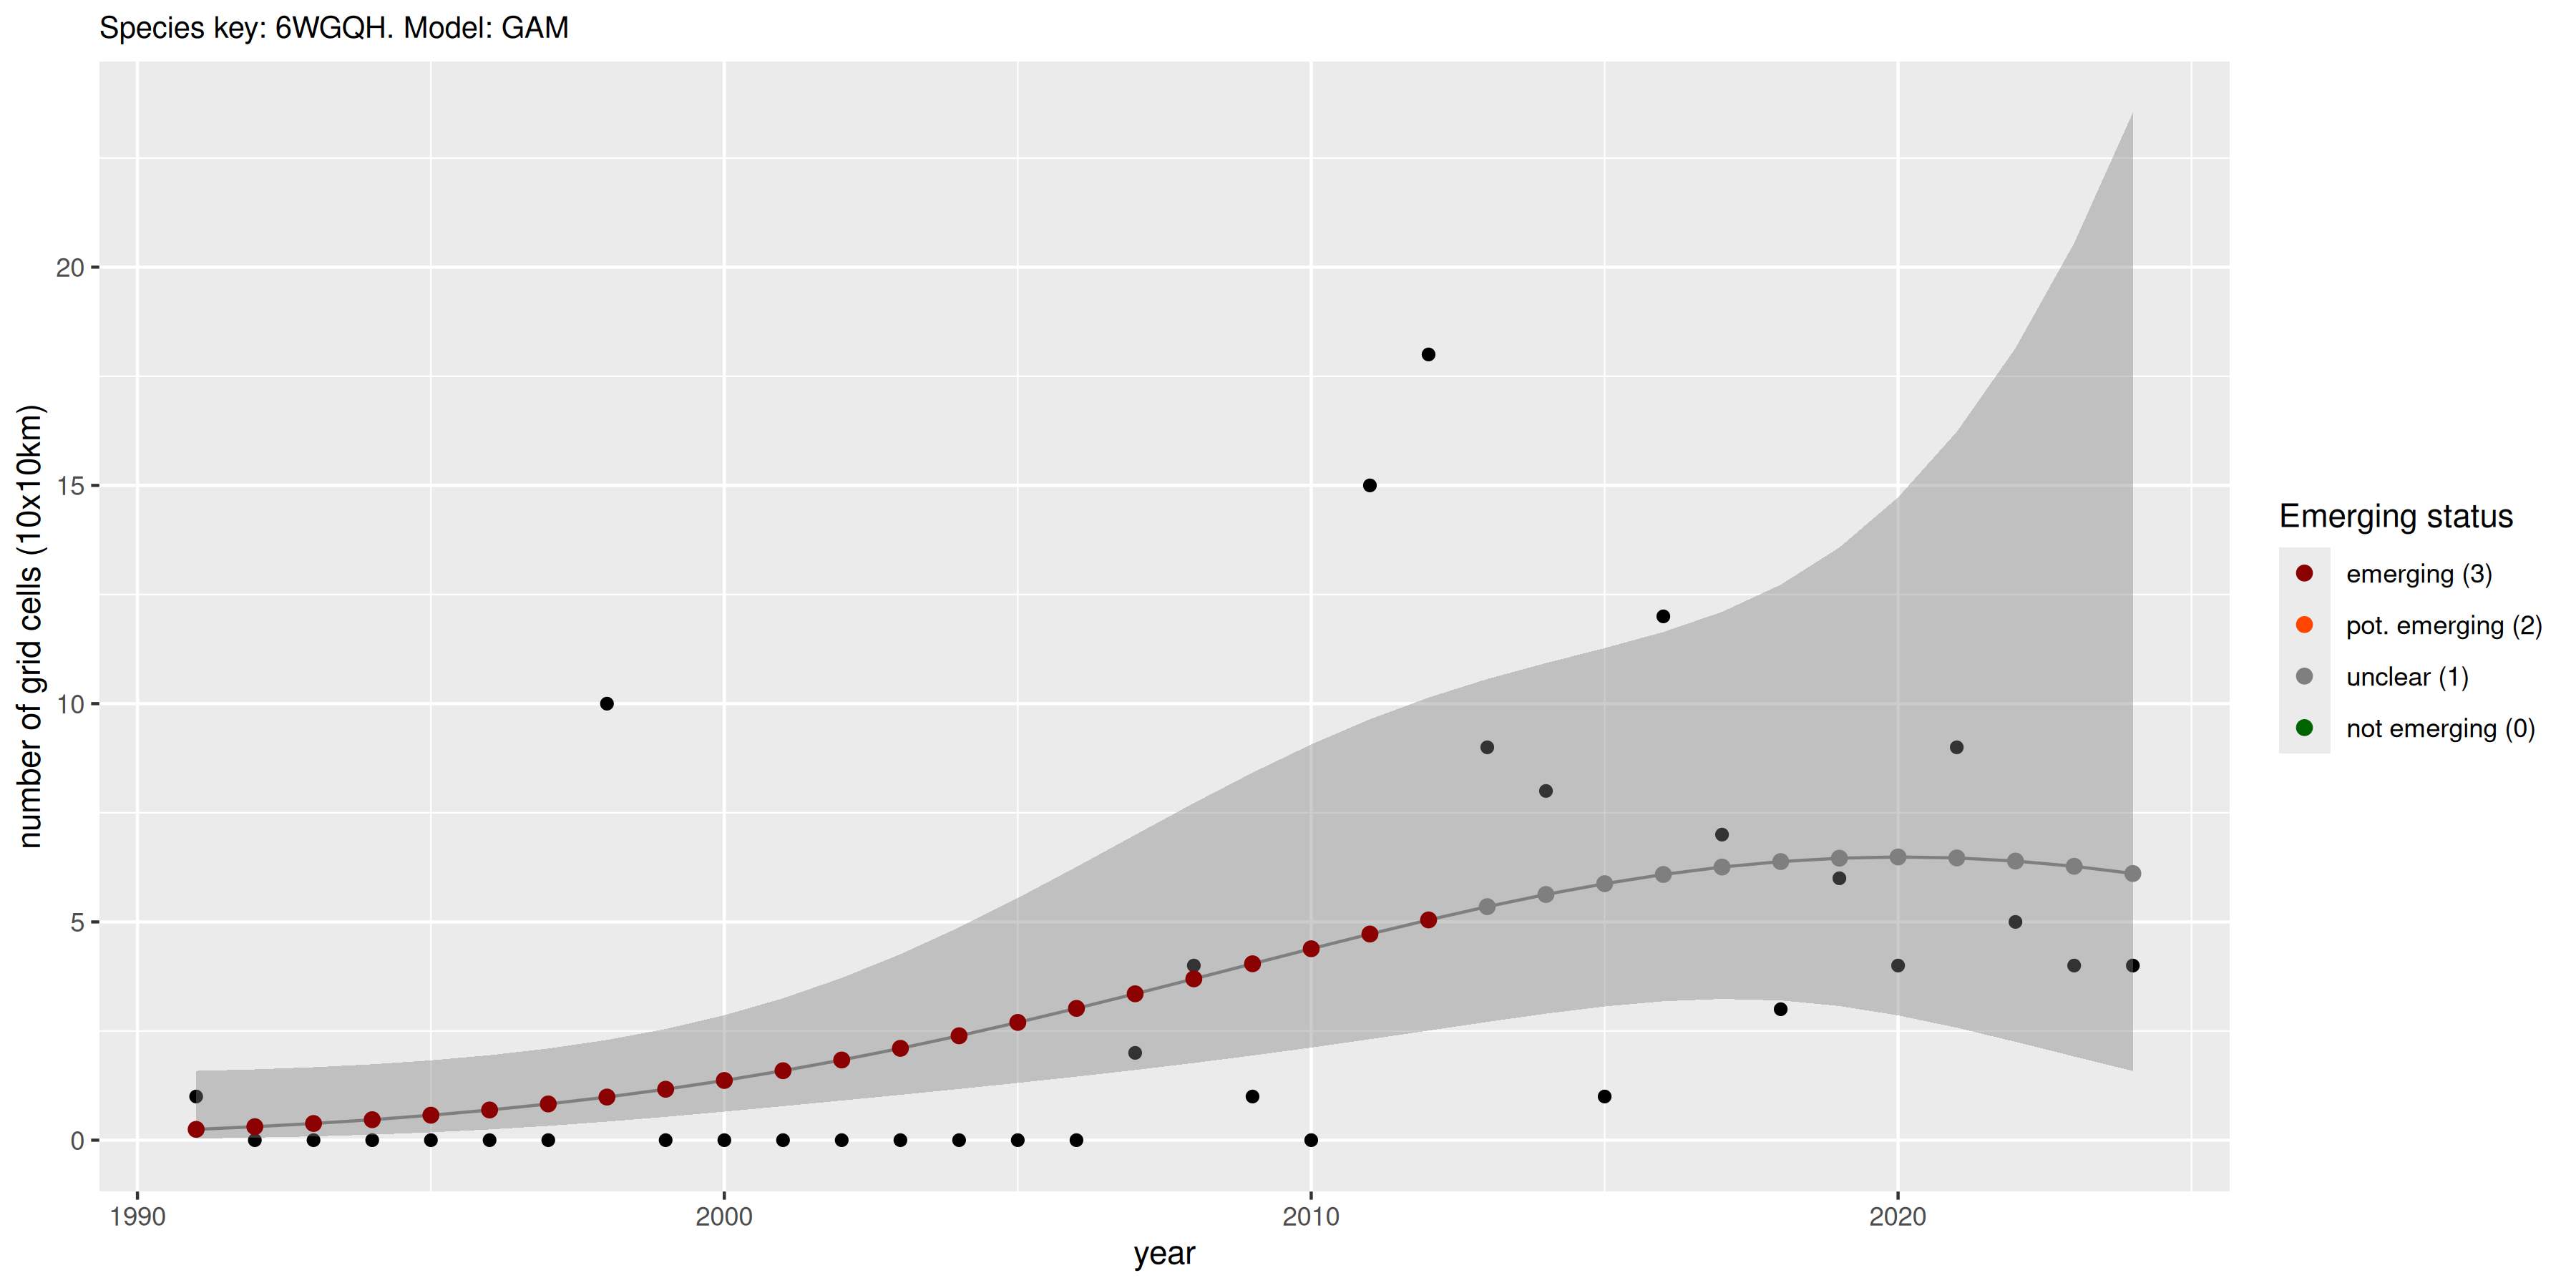 Species key: 6WGQH. Model: GAM
number of grid cells (10x10km)
20
15
10
5
0
1990
2000
2010
2020
year
Emerging status
emerging (3)
pot. emerging (2)
unclear (1)
not emerging (0)